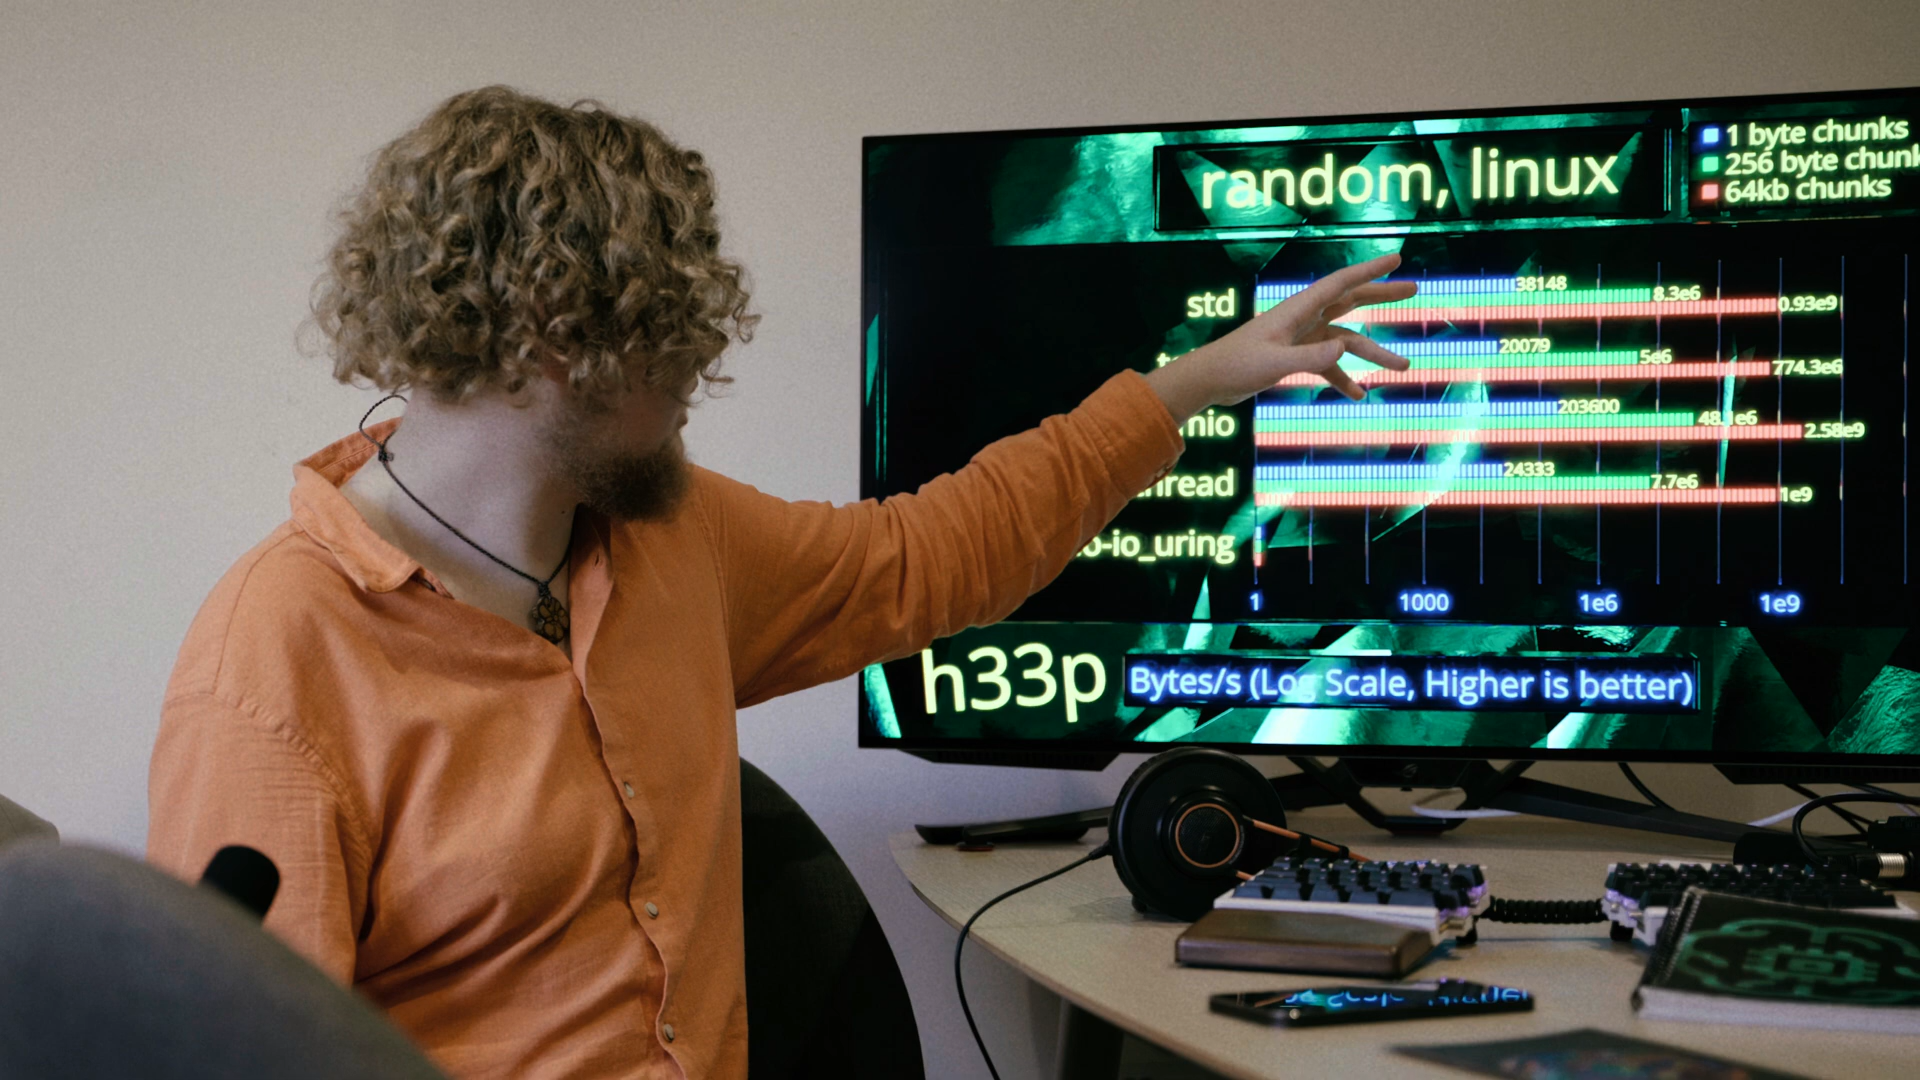 random, linux
1 byte chunks
256 byte chunk
64kb chunks
std
38148
8.3e6
0.93e9
20079
5e6
774.3e6
nio
203600
2.58e9
hread
24333
7.7e6
1e9
o-io_uring
1 1000 1e6 1e9
h33p
Bytes/s (Log Scale, Higher is better)